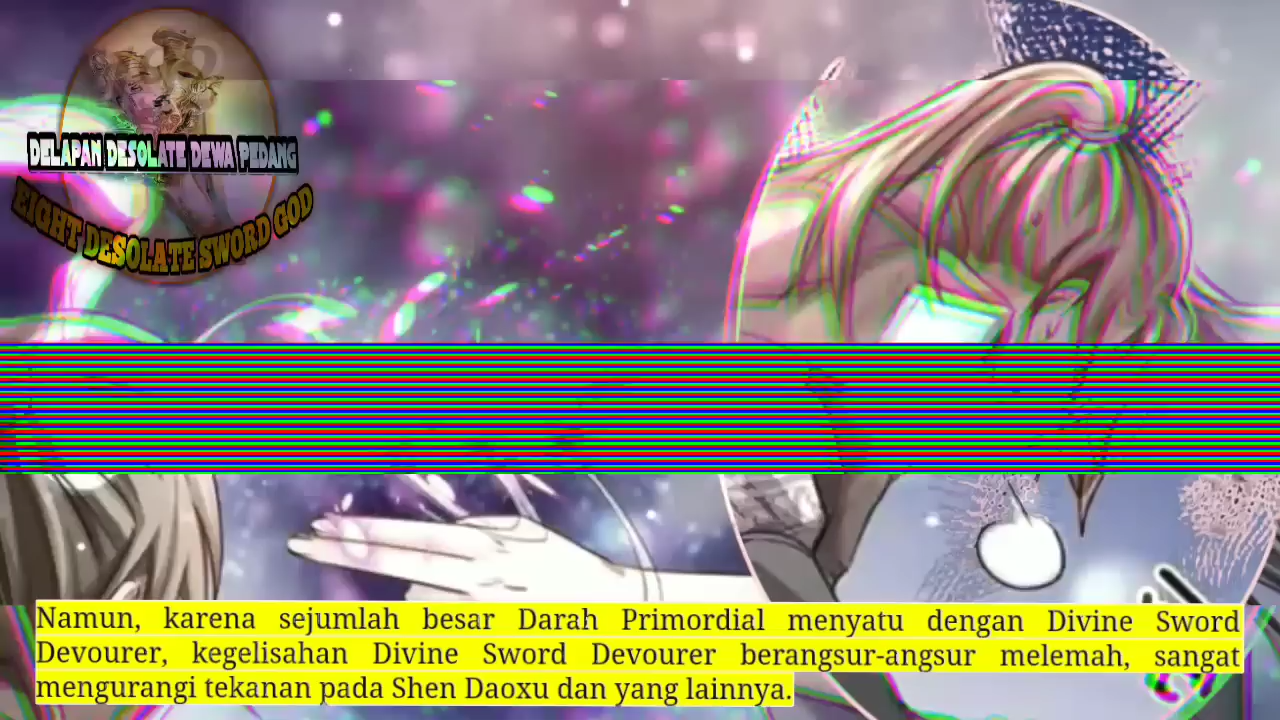 DELAPAN DESOLATE DEWA PEDANG
EIGHT DESOLATE SWORD GOD
Namun, karena sejumlah besar Darah Primordial menyatu dengan Divine Sword
Devourer, kegelisahan Divine Sword Devourer berangsur-angsur melemah, sangat
mengurangi tekanan pada Shen Daoxu dan yang lainnya.